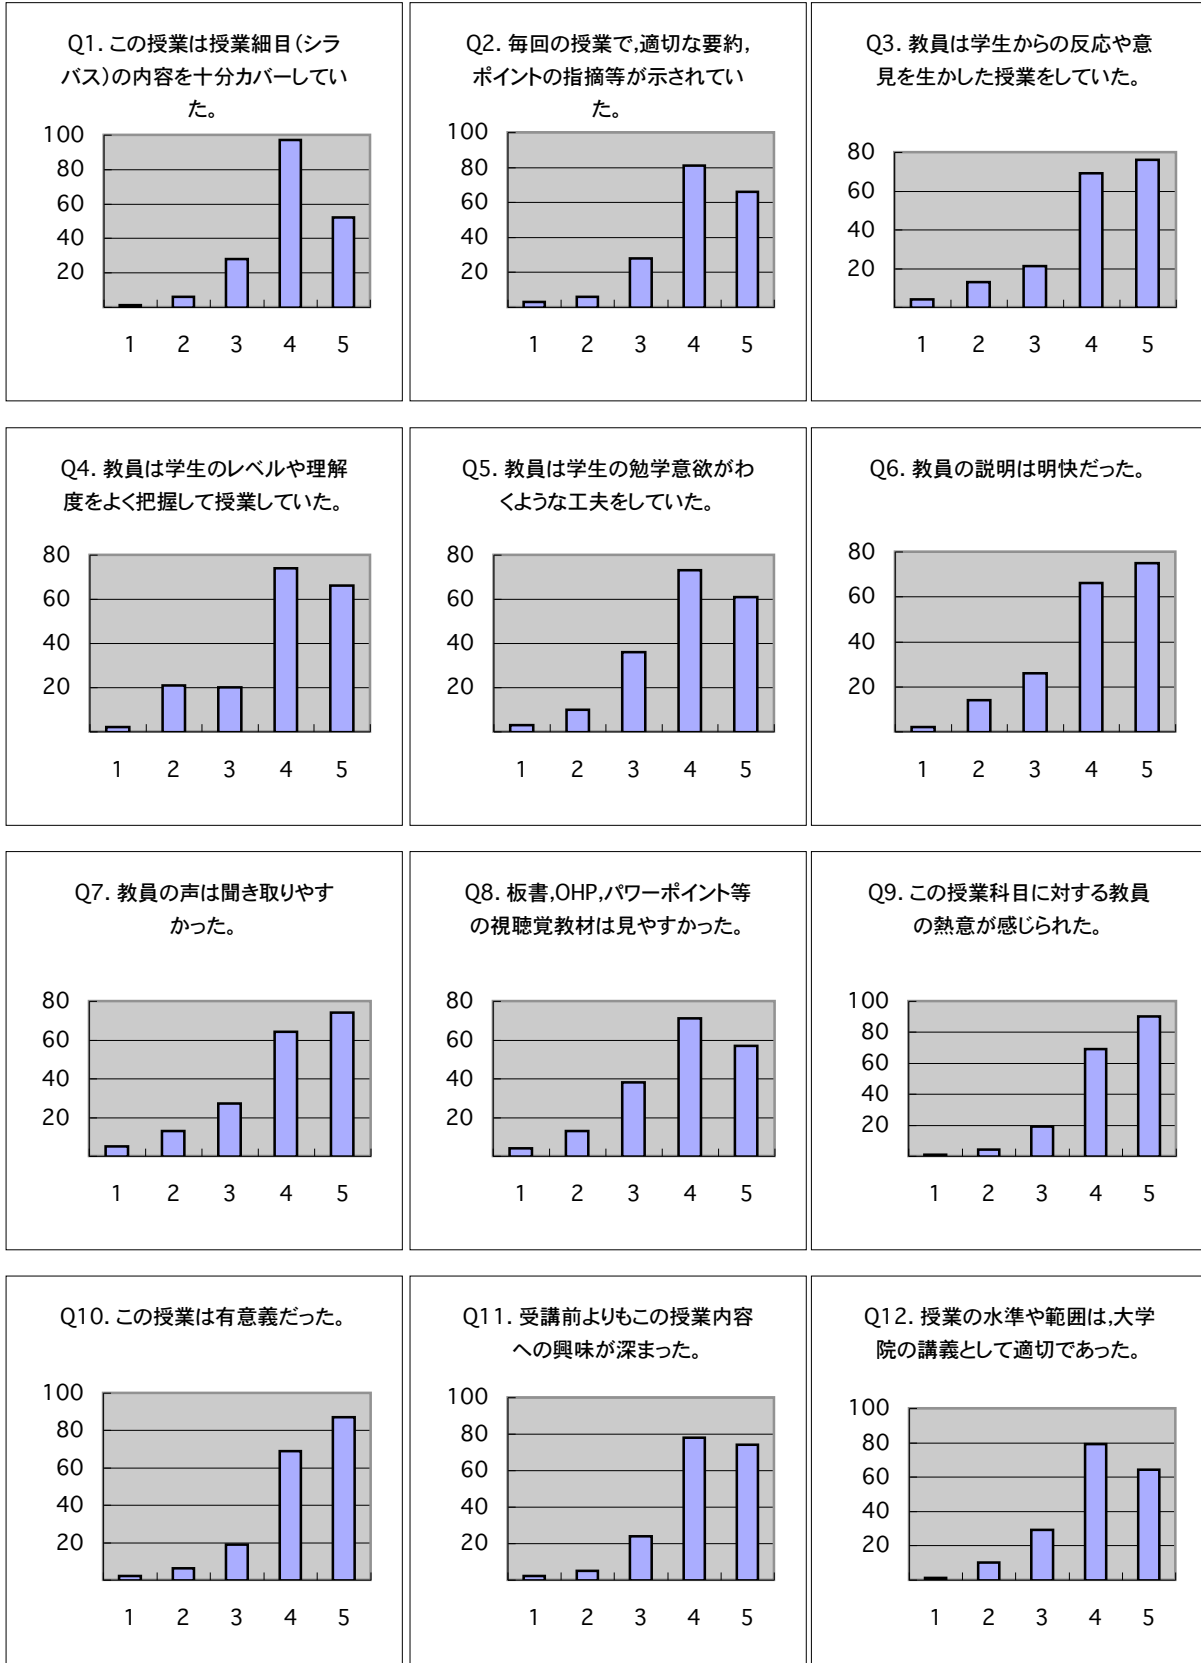 Q1. この授業は授業細目(シラ
バス)の内容を十分カバーしてい
た。
100
80
60
40
20
1 2 3 4 5
Q2. 毎回の授業で,適切な要約,
ポイントの指摘等が示されてい
た。
100
80
60
40
20
1 2 3 4 5
Q3. 教員は学生からの反応や意
見を生かした授業をしていた。
80
60
40
20
1 2 3 4 5
Q4. 教員は学生のレベルや理解
度をよく把握して授業していた。
80
60
40
20
1 2 3 4 5
Q5. 教員は学生の勉学意欲がわ
くような工夫をしていた。
80
60
40
20
1 2 3 4 5
Q6. 教員の説明は明快だった。
80
60
40
20
1 2 3 4 5
Q7. 教員の声は聞き取りやす
かった。
80
60
40
20
1 2 3 4 5
Q8. 板書,OHP,パワーポイント等
の視聴覚教材は見やすかった。
80
60
40
20
1 2 3 4 5
Q9. この授業科目に対する教員
の熱意が感じられた。
100
80
60
40
20
1 2 3 4 5
Q10. この授業は有意義だった。
100
80
60
40
20
1 2 3 4 5
Q11. 受講前よりもこの授業内容
への興味が深まった。
100
80
60
40
20
1 2 3 4 5
Q12. 授業の水準や範囲は,大学
院の講義として適切であった。
100
80
60
40
20
1 2 3 4 5